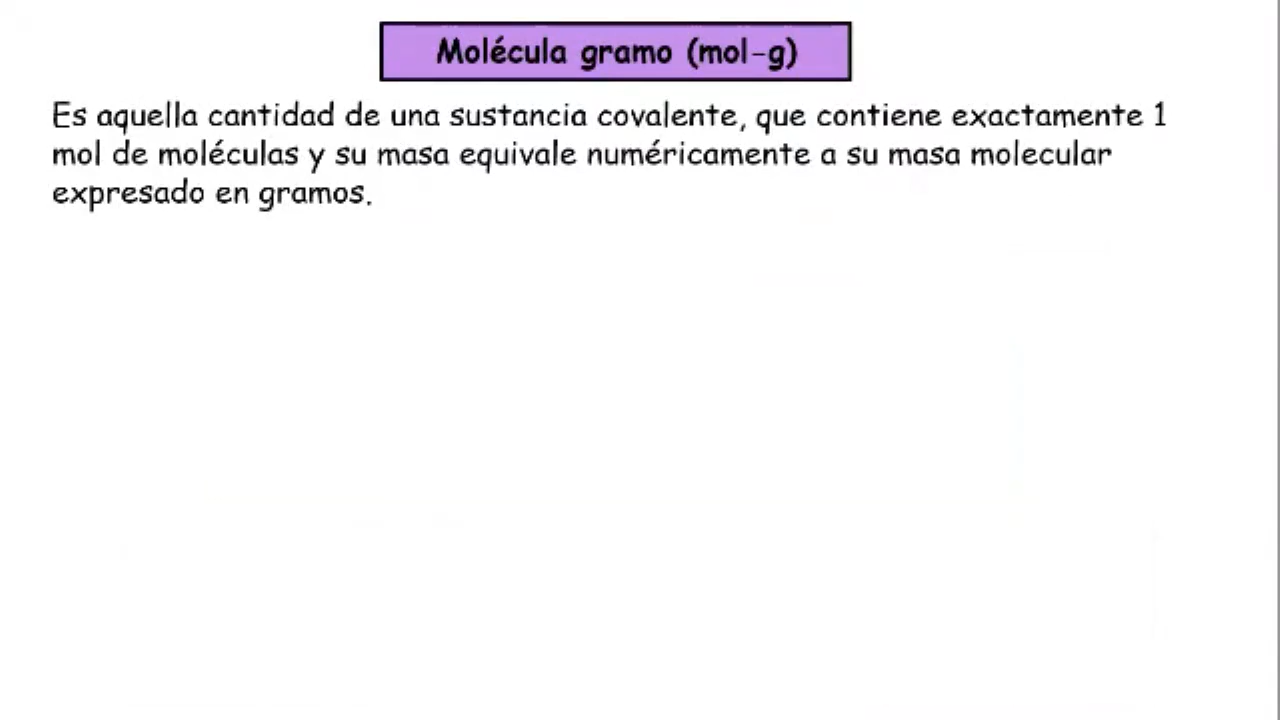 Molécula gramo (mol-g)
Es aquella cantidad de una sustancia covalente, que contiene exactamente 1
mol de moléculas y su masa equivale numéricamente a su masa molecular
expresado en gramos.